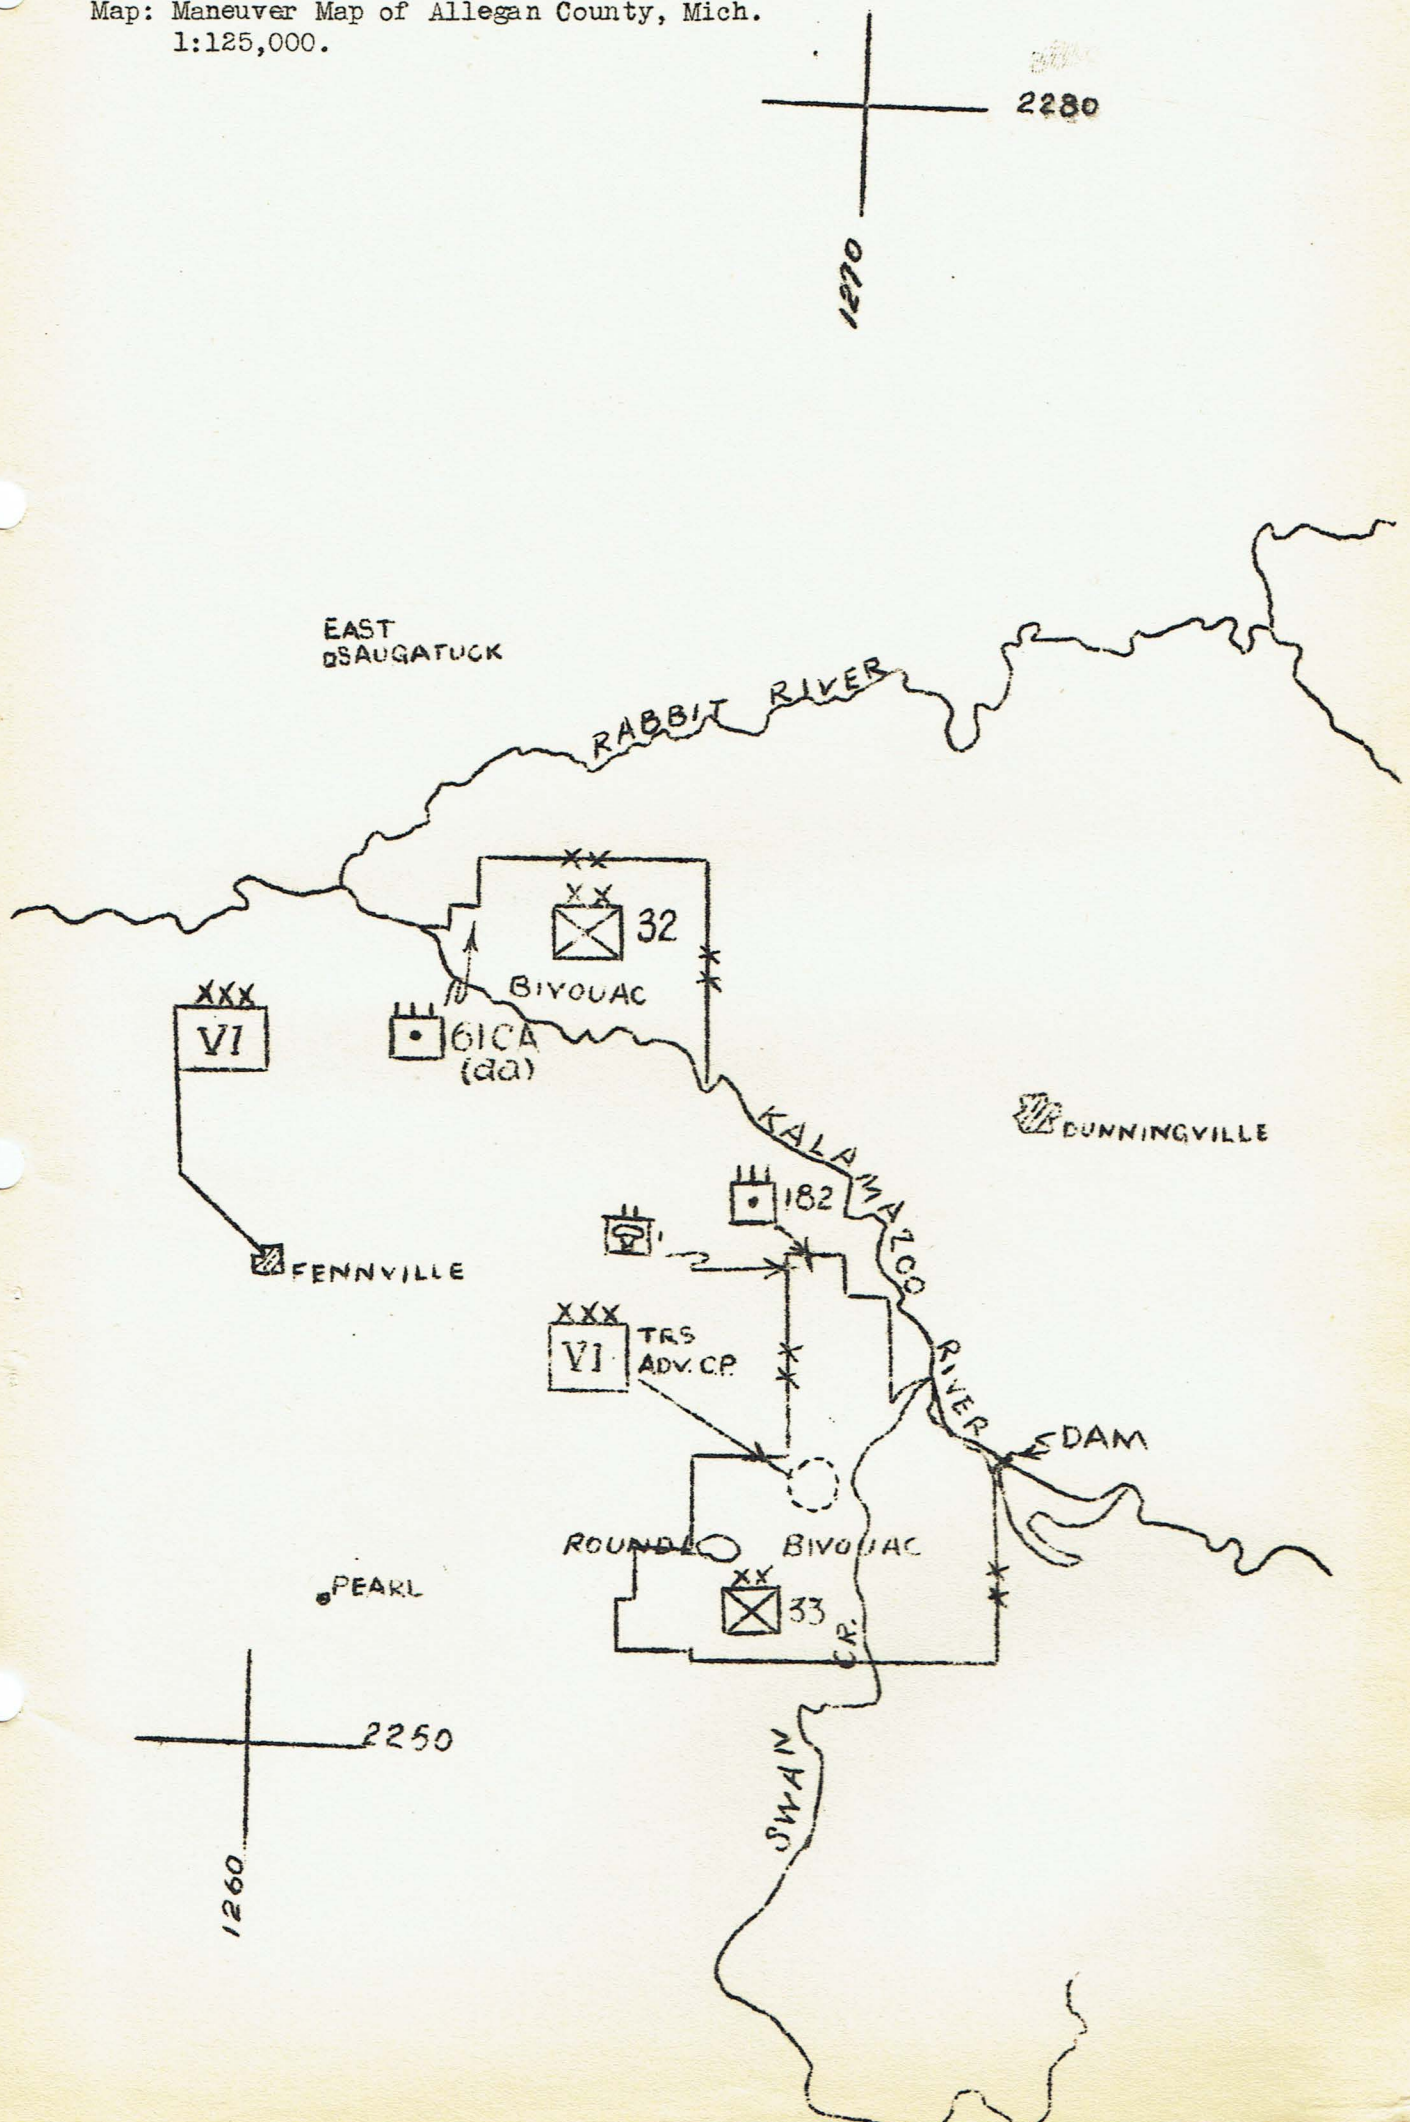 Map: Maneuver Map of Allegan County, Mich.
1:125,000.
2280
1270
EAST
SAUGATUCK
RABBIT RIVER
XX
XX
32
BIVOUAC
XXX
VI
61CA
(aa)
KALAMAZOO RIVER
DUNNINGVILLE
182
FENNVILLE
XXX
VI
TRS
ADV. C.P.
DAM
ROUND L
BIVOUAC
PEARL
XX
33
SWAN CR.
2250
1260